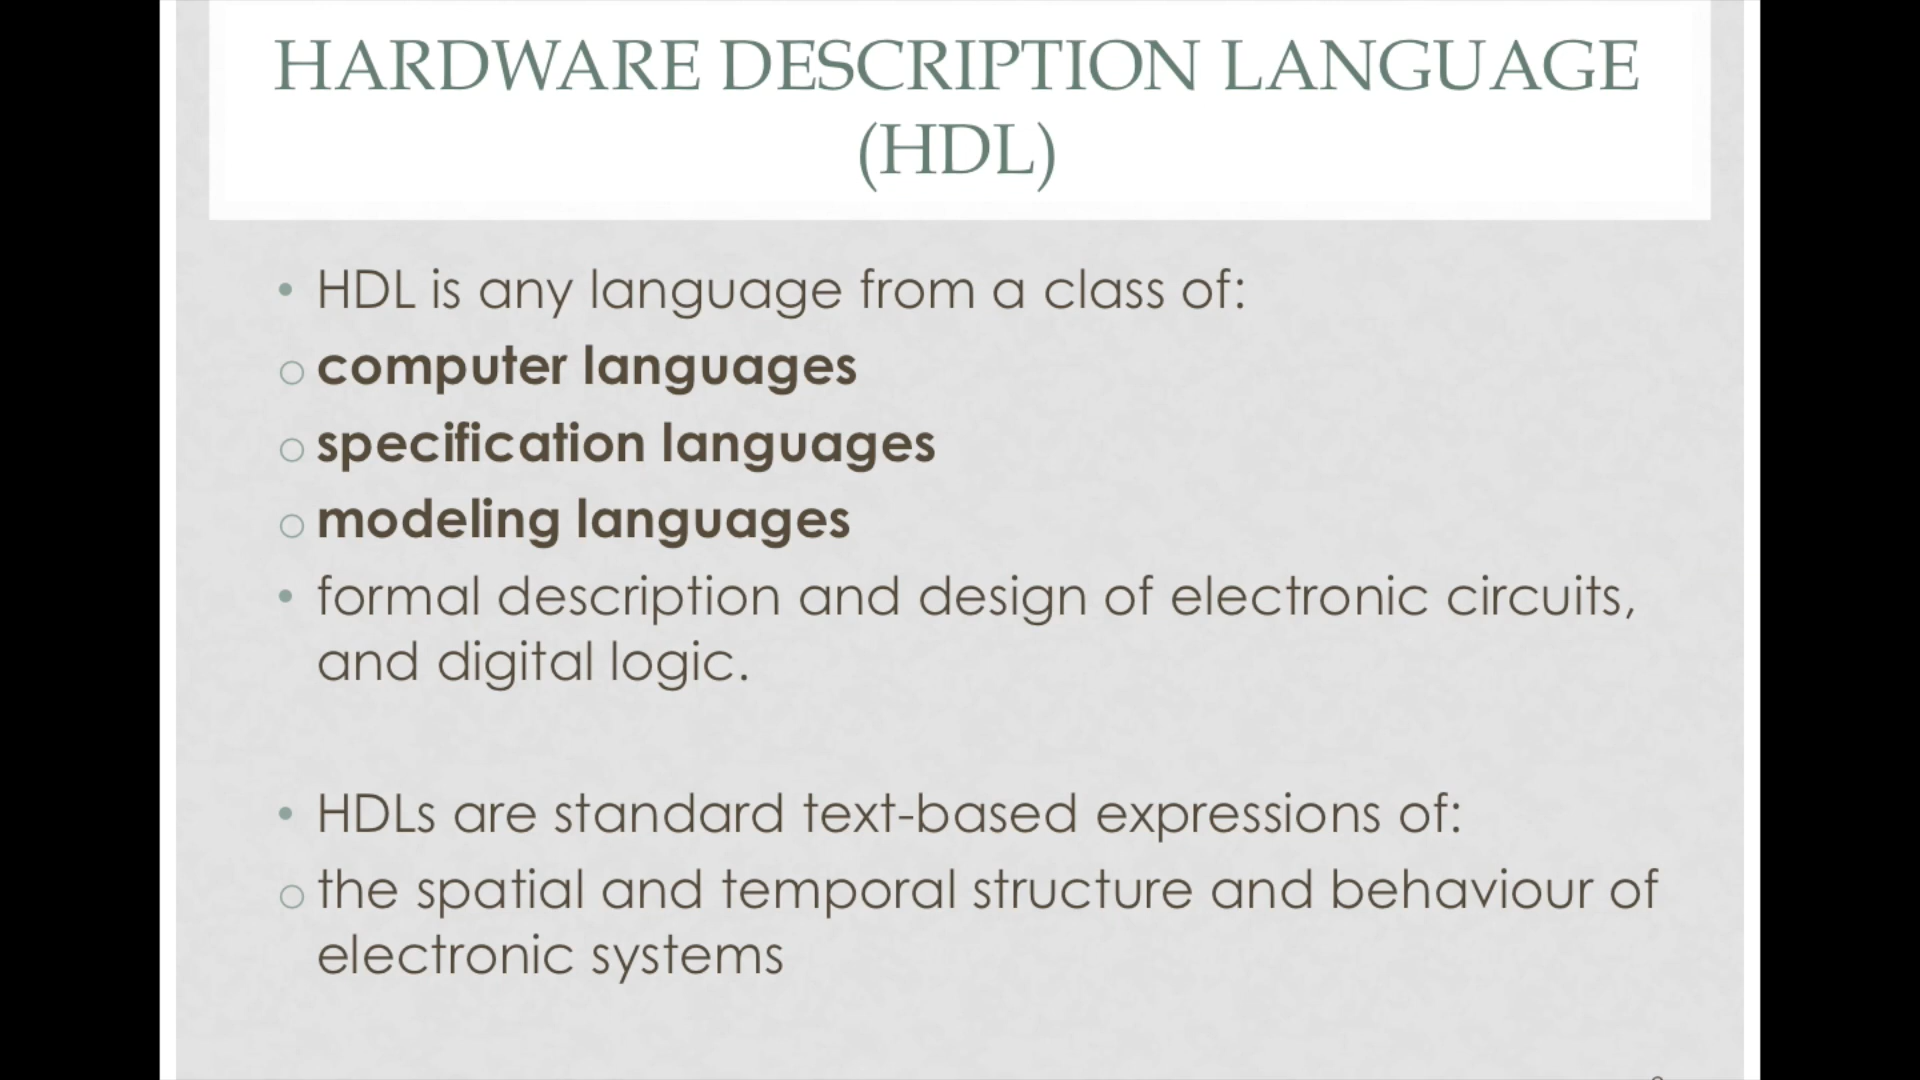 HARDWARE DESCRIPTION LANGUAGE
(HDL)
• HDL is any language from a class of:
o computer languages
o specification languages
o modeling languages
• formal description and design of electronic circuits,
and digital logic.
• HDLs are standard text-based expressions of:
o the spatial and temporal structure and behaviour of
electronic systems